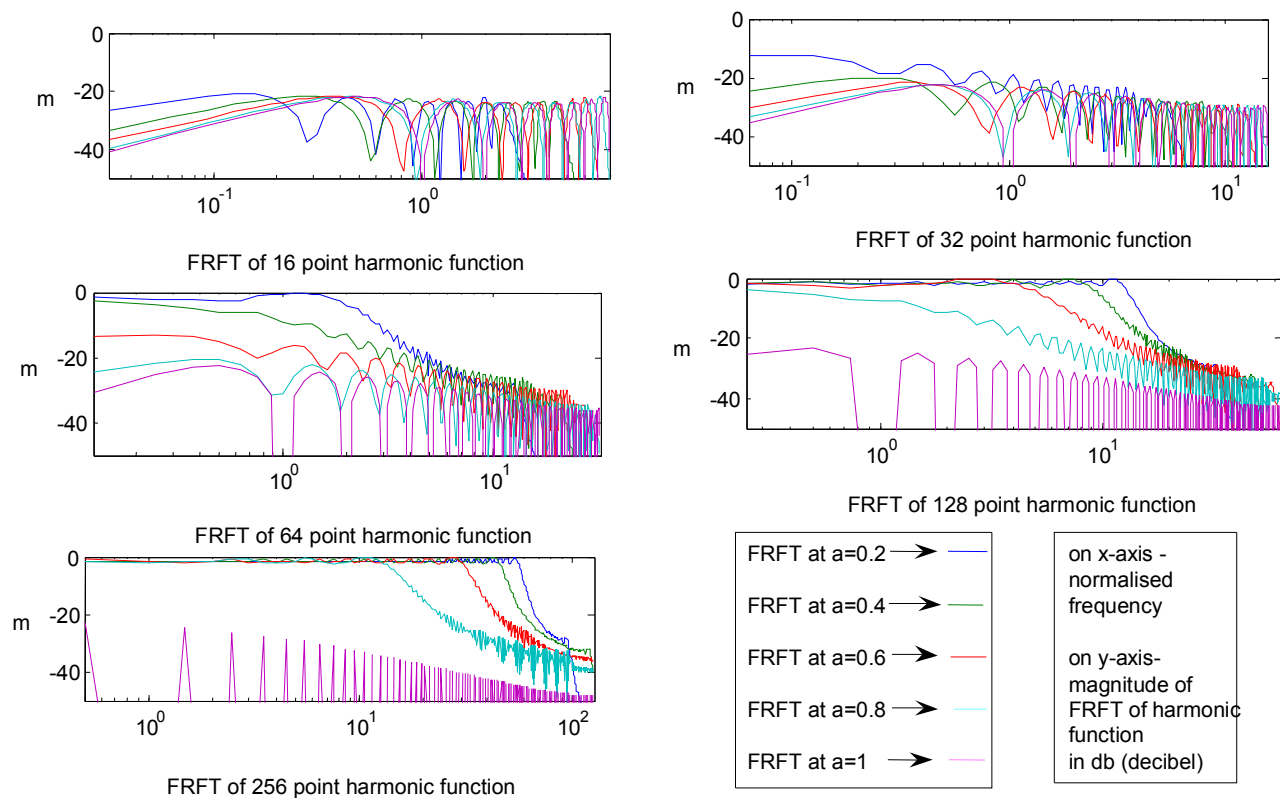 0
-20
m
-40
10^-1
10^0
FRFT of 16 point harmonic function
0
-20
m
-40
10^-1
10^0
10^1
FRFT of 32 point harmonic function
0
-20
m
-40
10^0
10^1
FRFT of 64 point harmonic function
0
-20
m
-40
10^0
10^1
FRFT of 128 point harmonic function
0
-20
m
-40
10^0
10^1
10^2
FRFT of 256 point harmonic function
FRFT at a=0.2
FRFT at a=0.4
FRFT at a=0.6
FRFT at a=0.8
FRFT at a=1
on x-axis -
normalised
frequency
on y-axis-
magnitude of
FRFT of harmonic
function
in db (decibel)